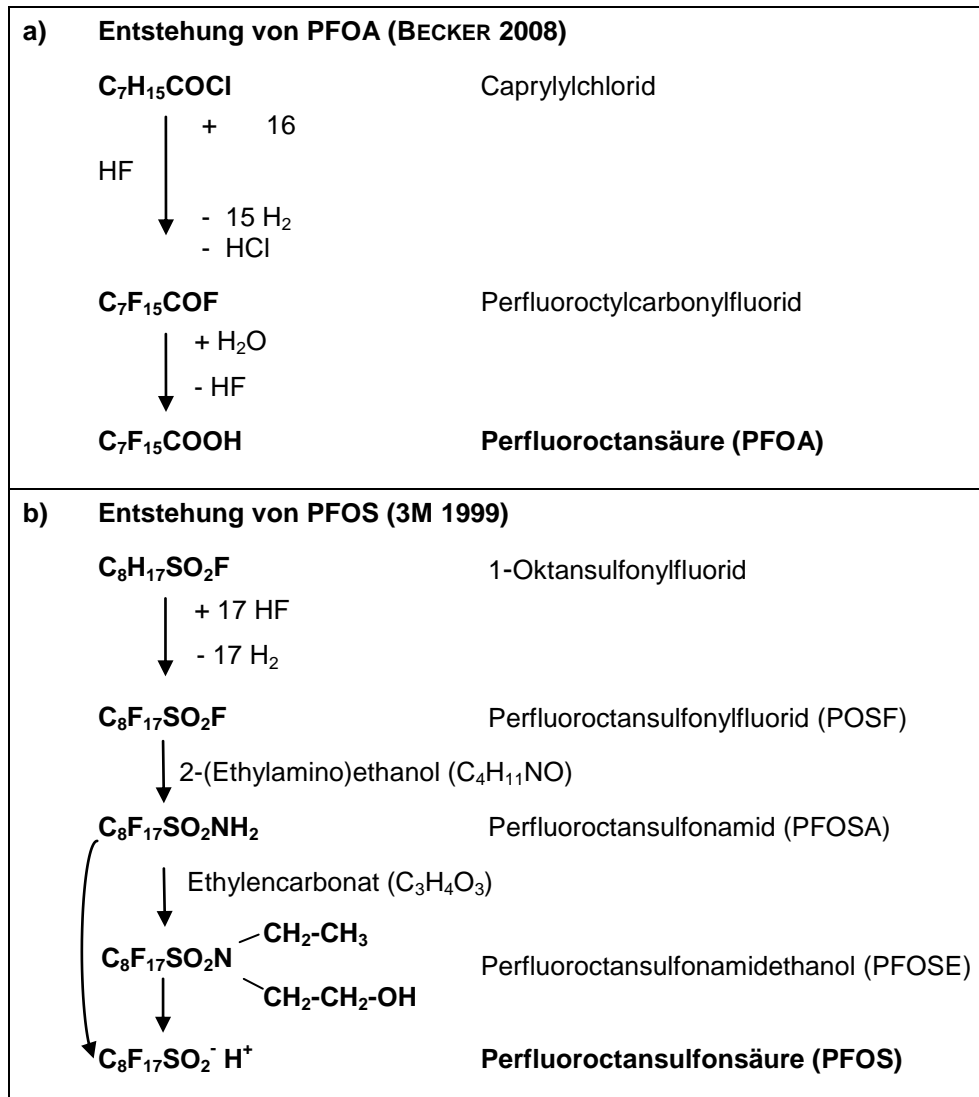 a) Entstehung von PFOA (BECKER 2008)
C₇H₁₅COCl Caprylylchlorid
+ 16
HF
- 15 H₂
- HCl
C₇F₁₅COF Perfluoroctylcarbonylfluorid
+ H₂O
- HF
C₇F₁₅COOH Perfluoroctansäure (PFOA)
b) Entstehung von PFOS (3M 1999)
C₈H₁₇SO₂F 1-Oktansulfonylfluorid
+ 17 HF
- 17 H₂
C₈F₁₇SO₂F Perfluoroctansulfonylfluorid (POSF)
2-(Ethylamino)ethanol (C₄H₁₁NO)
C₈F₁₇SO₂NH₂ Perfluoroctansulfonamid (PFOSA)
Ethylencarbonat (C₃H₄O₃)
CH₂-CH₃
C₈F₁₇SO₂N Perfluoroctansulfonamidethanol (PFOSE)
CH₂-CH₂-OH
C₈F₁₇SO₂⁻ H⁺ Perfluoroctansulfonsäure (PFOS)